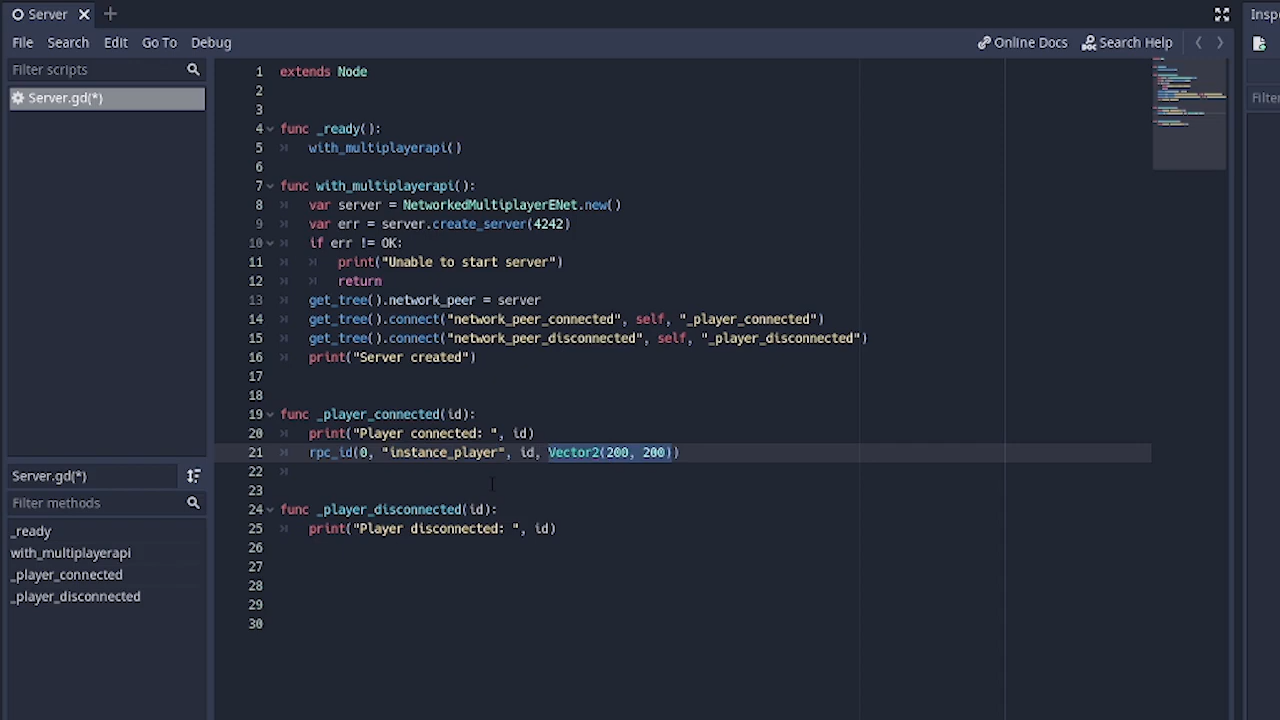 Server
Inspe
File Search Edit Go To Debug
Online Docs Search Help
Filter scripts
Server.gd(*)
Filter
Server.gd(*)
Filter methods
_ready
with_multiplayerapi
_player_connected
_player_disconnected
1 extends Node
2
3
4 func _ready():
5 with_multiplayerapi()
6
7 func with_multiplayerapi():
8 var server = NetworkedMultiplayerENet.new()
9 var err = server.create_server(4242)
10 if err != OK:
11 print("Unable to start server")
12 return
13 get_tree().network_peer = server
14 get_tree().connect("network_peer_connected", self, "_player_connected")
15 get_tree().connect("network_peer_disconnected", self, "_player_disconnected")
16 print("Server created")
17
18
19 func _player_connected(id):
20 print("Player connected: ", id)
21 rpc_id(0, "instance_player", id, Vector2(200, 200))
22
23
24 func _player_disconnected(id):
25 print("Player disconnected: ", id)
26
27
28
29
30